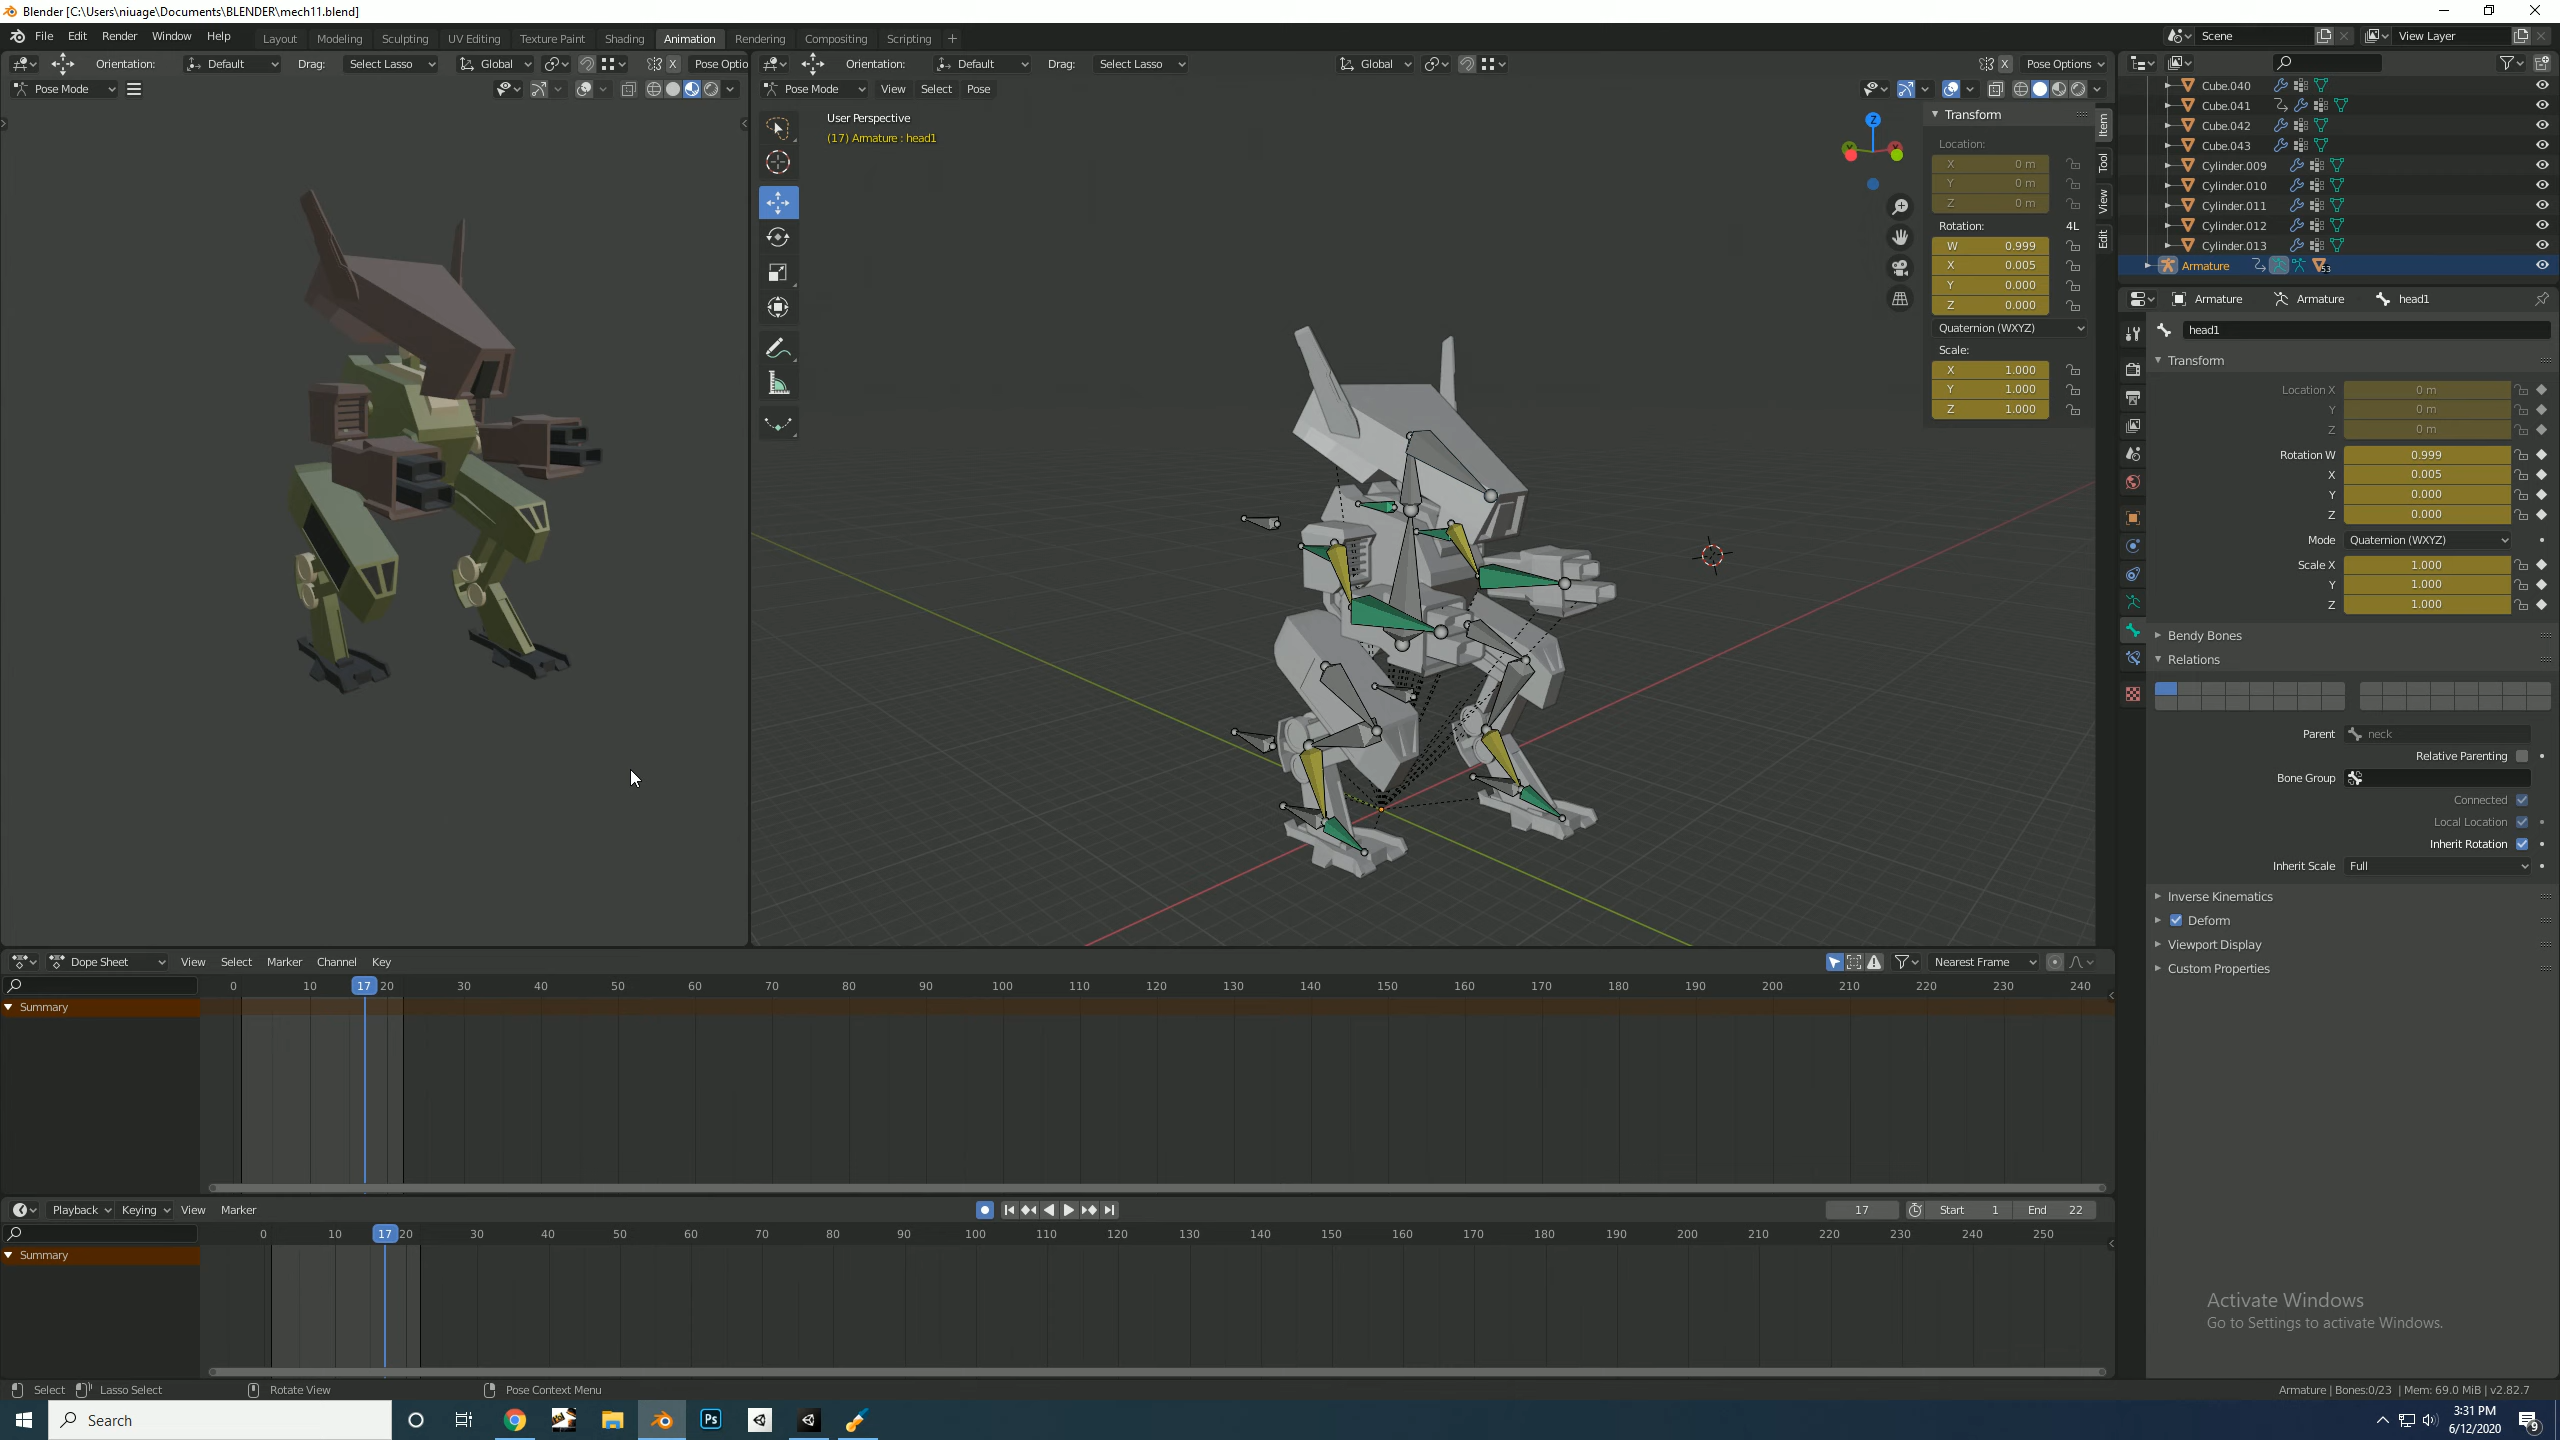 Blender [C:\Users\niuage\Documents\BLENDER\mech11.blend]
File Edit Render Window Help Layout Modeling Sculpting UV Editing Texture Paint Shading Animation Rendering Compositing Scripting + Scene View Layer
Orientation: Default Drag: Select Lasso Global X Pose Optio
Pose Mode
Orientation: Default Drag: Select Lasso Global X Pose Options
Pose Mode View Select Pose
User Perspective
(17) Armature : head1
Z
Transform
Location:
X 0 m
Y 0 m
Z 0 m
Rotation: 4L
W 0.999
X 0.005
Y 0.000
Z 0.000
Quaternion (WXYZ)
Scale:
X 1.000
Y 1.000
Z 1.000
Item
Tool
View
Edit
Cube.040
Cube.041
Cube.042
Cube.043
Cylinder.009
Cylinder.010
Cylinder.011
Cylinder.012
Cylinder.013
Armature 53
Armature Armature head1
head1
Transform
Location X 0 m
Y 0 m
Z 0 m
Rotation W 0.999
X 0.005
Y 0.000
Z 0.000
Mode Quaternion (WXYZ)
Scale X 1.000
Y 1.000
Z 1.000
Bendy Bones
Relations
Parent neck
Relative Parenting
Bone Group
Connected
Local Location
Inherit Rotation
Inherit Scale Full
Inverse Kinematics
Deform
Viewport Display
Custom Properties
Dope Sheet View Select Marker Channel Key Nearest Frame
0 10 17 20 30 40 50 60 70 80 90 100 110 120 130 140 150 160 170 180 190 200 210 220 230 240
Summary
Playback Keying View Marker 17 Start 1 End 22
0 10 17 20 30 40 50 60 70 80 90 100 110 120 130 140 150 160 170 180 190 200 210 220 230 240 250
Summary
Activate Windows
Go to Settings to activate Windows.
Select Lasso Select Rotate View Pose Context Menu Armature | Bones:0/23 | Mem: 69.0 MiB | v2.82.7
Search Ps 3:31 PM
6/12/2020 9